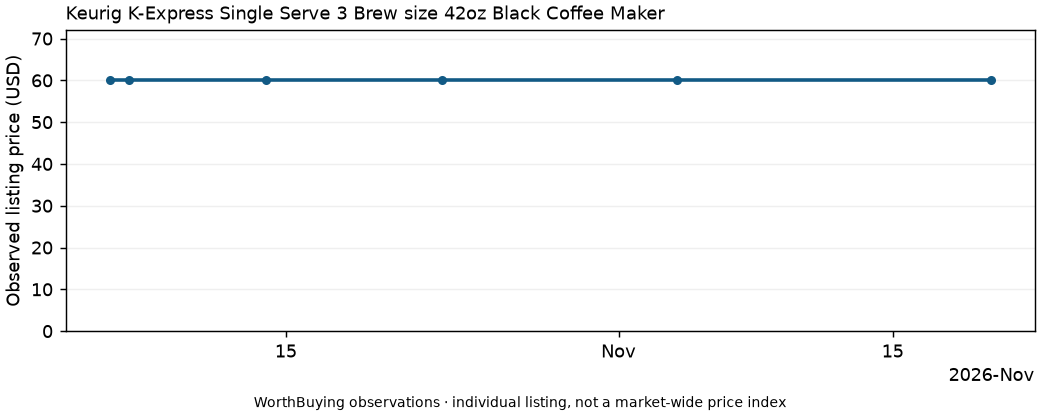 Keurig K-Express Single Serve 3 Brew size 42oz Black Coffee Maker
Observed listing price (USD)
70
60
50
40
30
20
10
0
15
Nov
15
2026-Nov
WorthBuying observations · individual listing, not a market-wide price index